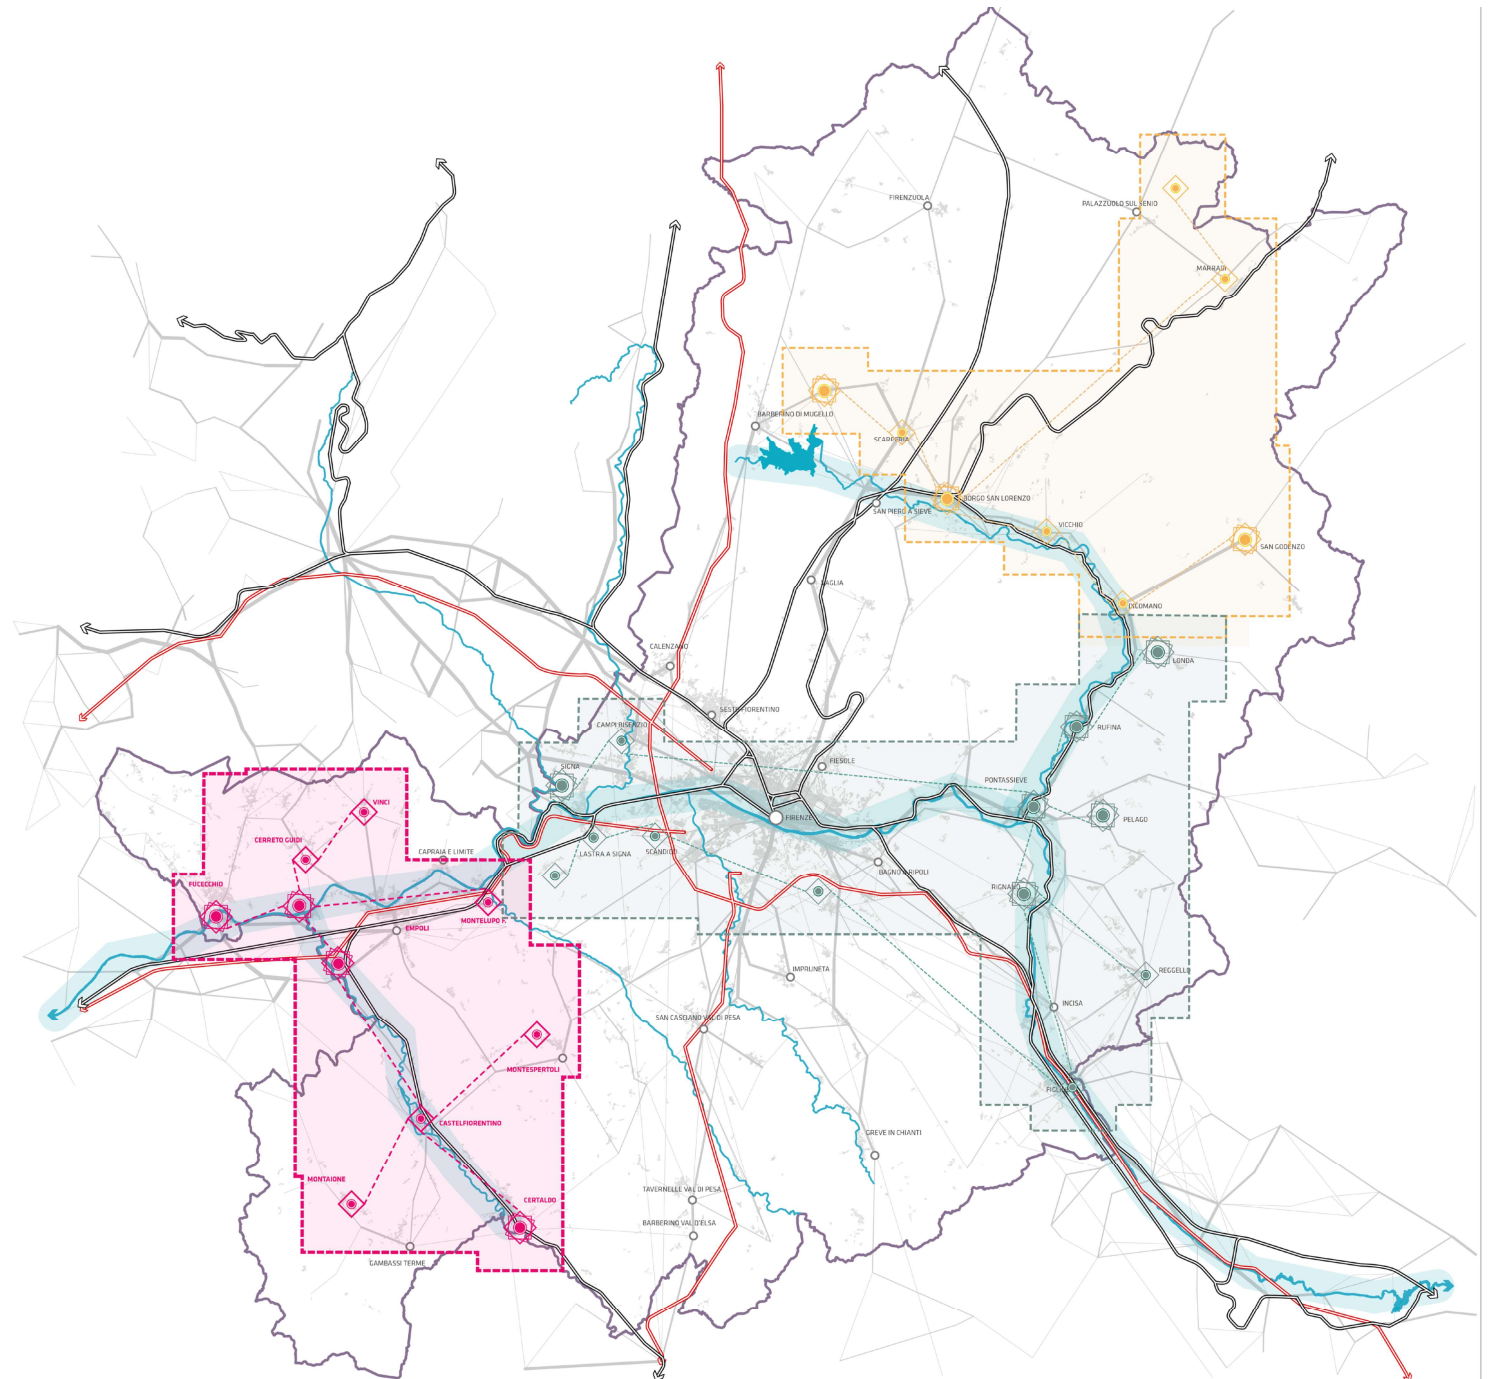 FIRENZUOLA
PALAZZUOLO SUL SENIO
MARRADI
BARBERINO DI MUGELLO
SCARPERIA
BORGO SAN LORENZO
SAN PIERO A SIEVE
VICCHIO
SAN GODENZO
VAGLIA
DICOMANO
CALENZANO
LONDA
SESTO FIORENTINO
CAMPI BISENZIO
RUFINA
FIESOLE
SIGNA
PONTASSIEVE
VINCI
FIRENZE
PELAGO
CERRETO GUIDI
CAPRAIA E LIMITE
LASTRA A SIGNA
SCANDICCI
BAGNO A RIPOLI
FUCECCHIO
RIGNANO
MONTELUPO F.
EMPOLI
IMPRUNETA
REGGELLO
INCISA
SAN CASCIANO VAL DI PESA
MONTESPERTOLI
FIGLINE
CASTELFIORENTINO
GREVE IN CHIANTI
MONTAIONE
TAVERNELLE VAL DI PESA
CERTALDO
BARBERINO VAL D'ELSA
GAMBASSI TERME